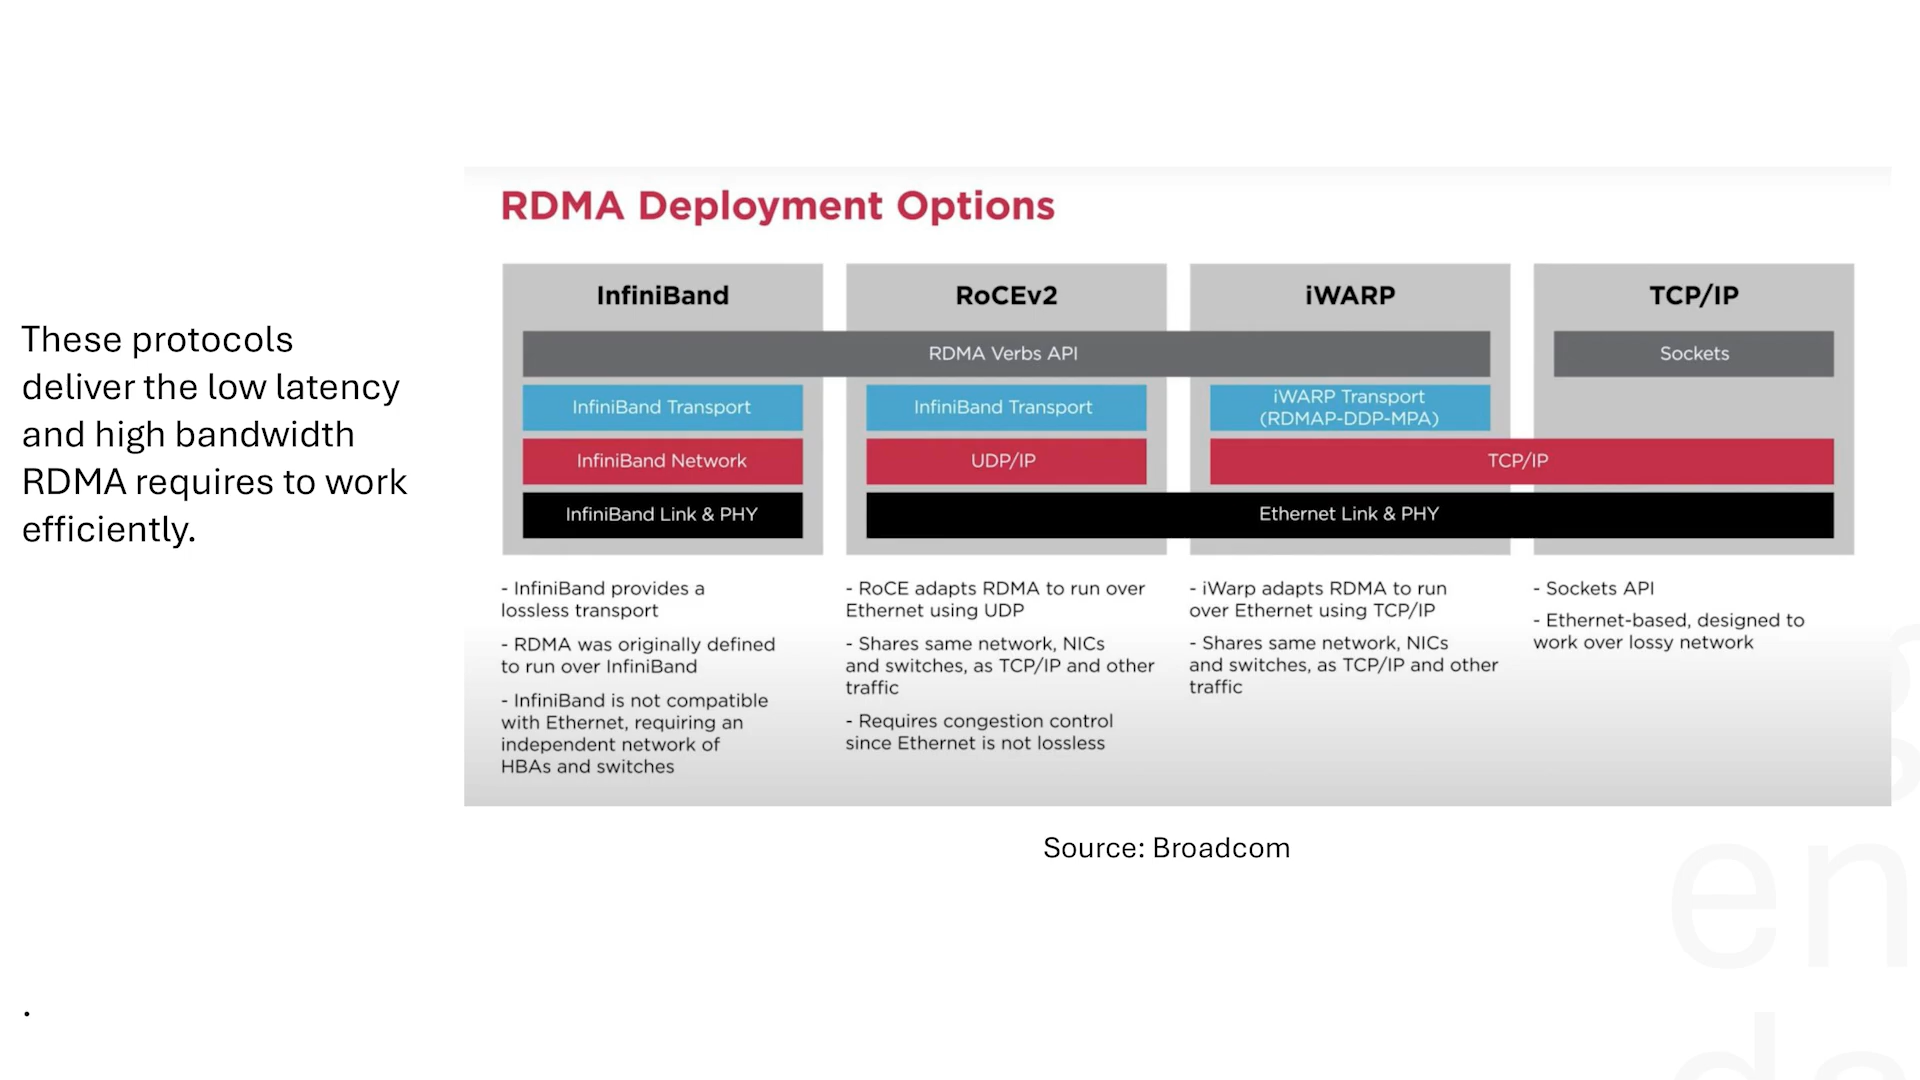 These protocols
deliver the low latency
and high bandwidth
RDMA requires to work
efficiently.
.
RDMA Deployment Options
InfiniBand
RoCEv2
iWARP
TCP/IP
RDMA Verbs API
Sockets
InfiniBand Transport
InfiniBand Transport
iWARP Transport
(RDMAP-DDP-MPA)
InfiniBand Network
UDP/IP
TCP/IP
InfiniBand Link & PHY
Ethernet Link & PHY
- InfiniBand provides a
lossless transport
- RDMA was originally defined
to run over InfiniBand
- InfiniBand is not compatible
with Ethernet, requiring an
independent network of
HBAs and switches
- RoCE adapts RDMA to run over
Ethernet using UDP
- Shares same network, NICs
and switches, as TCP/IP and other
traffic
- Requires congestion control
since Ethernet is not lossless
- iWarp adapts RDMA to run
over Ethernet using TCP/IP
- Shares same network, NICs
and switches, as TCP/IP and other
traffic
- Sockets API
- Ethernet-based, designed to
work over lossy network
Source: Broadcom
en